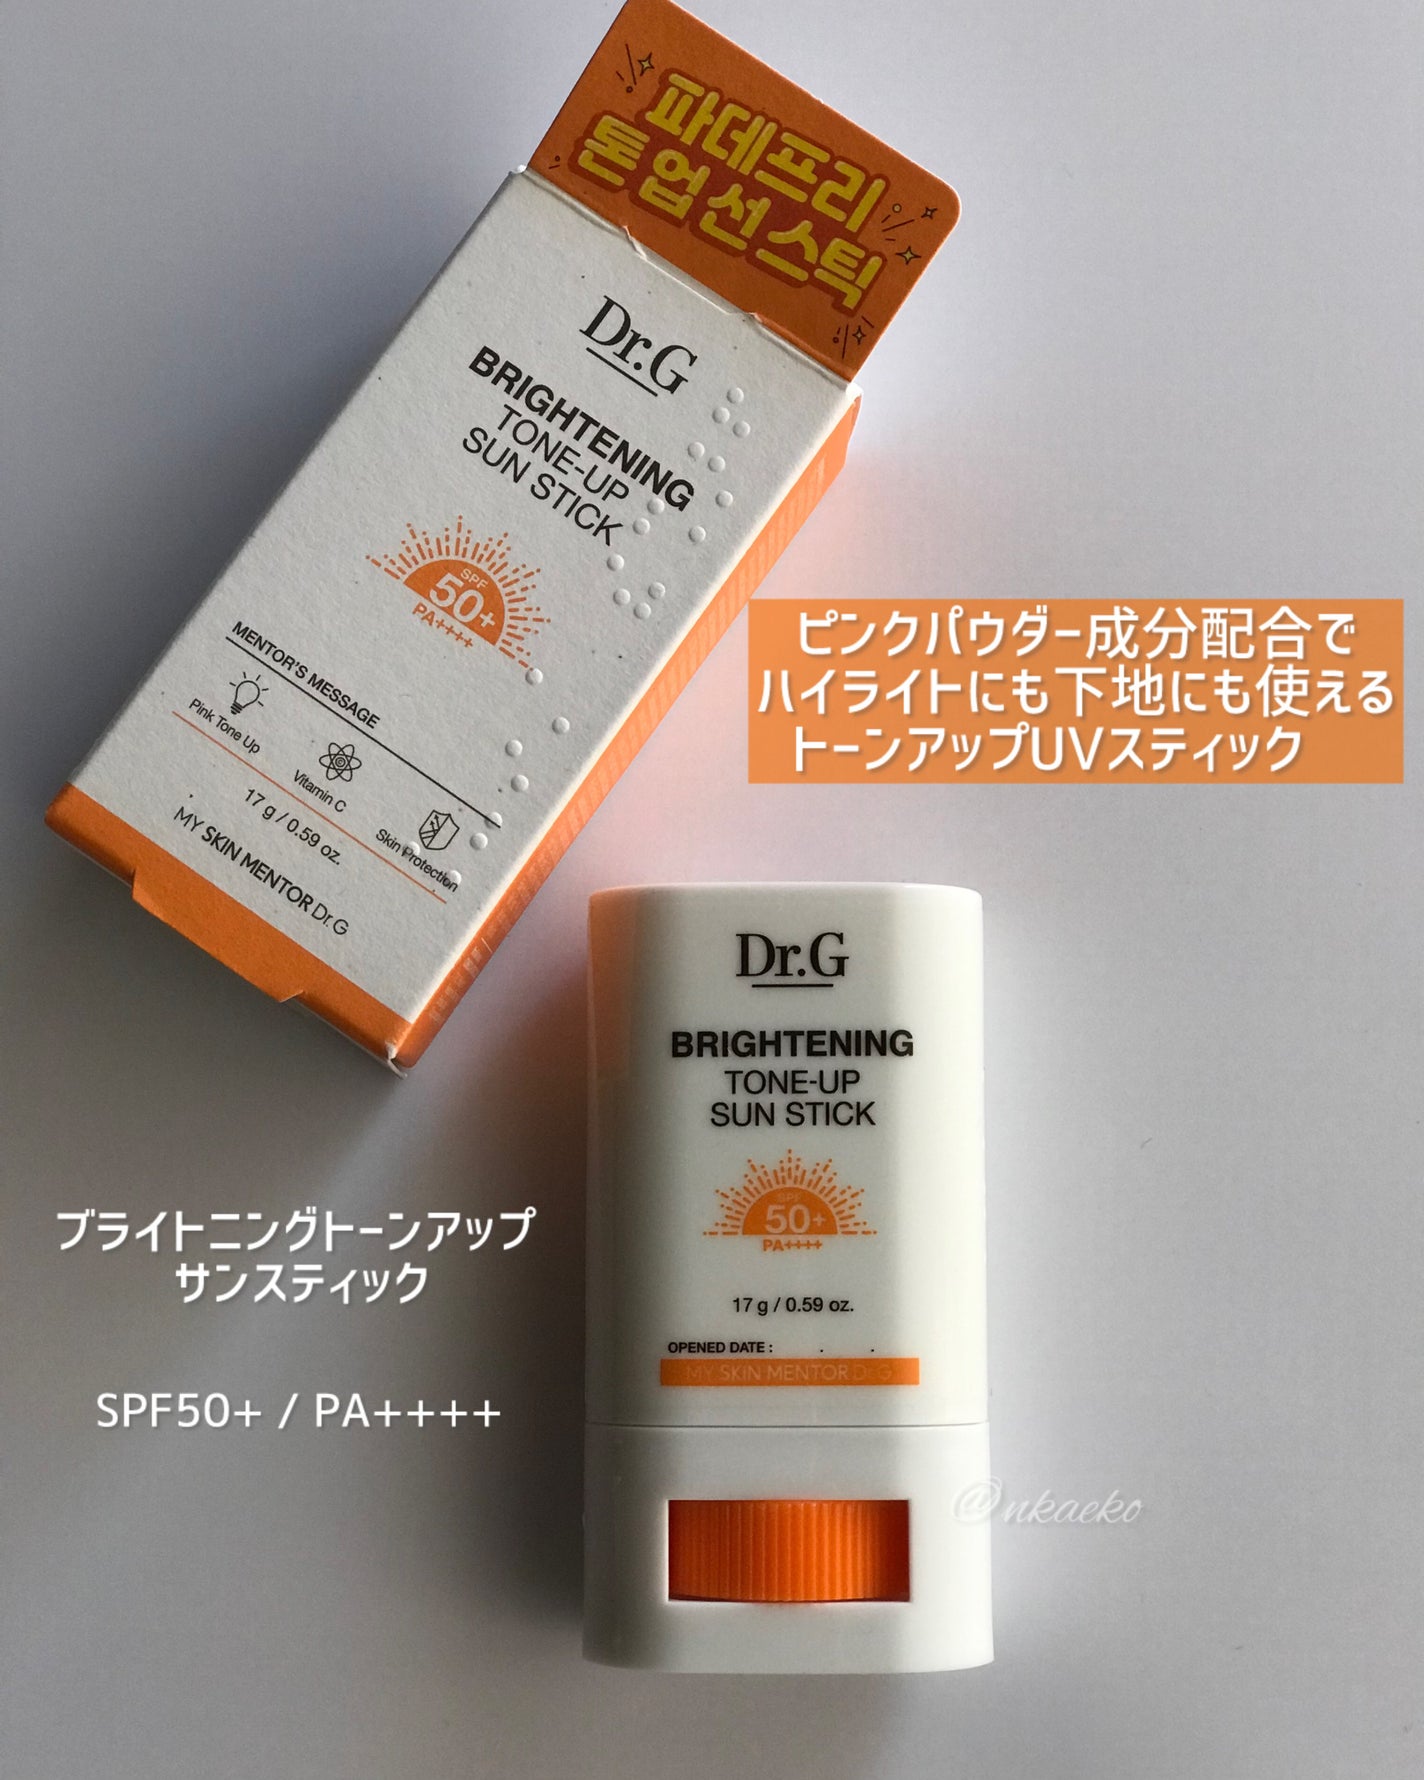 파데프리
톤업선스틱
Dr.G
BRIGHTENING
TONE-UP
SUN STICK
SPF
50+
PA++++
MENTOR'S MESSAGE
Pink Tone Up
Vitamin C
Skin Protection
17 g / 0.59 oz.
MY SKIN MENTOR Dr.G
ピンクパウダー成分配合で
ハイライトにも下地にも使える
トーンアップUVスティック
Dr.G
BRIGHTENING
TONE-UP
SUN STICK
SPF
50+
PA++++
17 g / 0.59 oz.
OPENED DATE : . .
MY SKIN MENTOR Dr.G
ブライトニングトーンアップ
サンスティック
SPF50+ / PA++++
@nkaeko